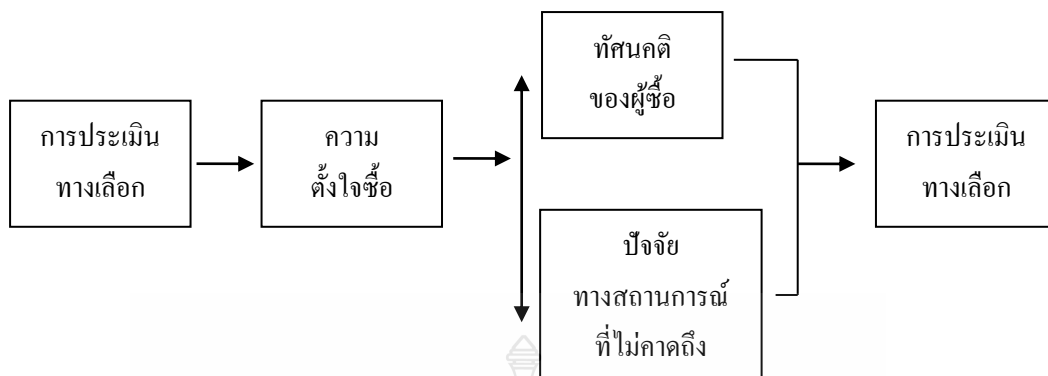 การประเมิน
ทางเลือก
ความ
ตั้งใจซื้อ
ทัศนคติ
ของผู้ซื้อ
ปัจจัย
ทางสถานการณ์
ที่ไม่คาดถึง
การประเมิน
ทางเลือก